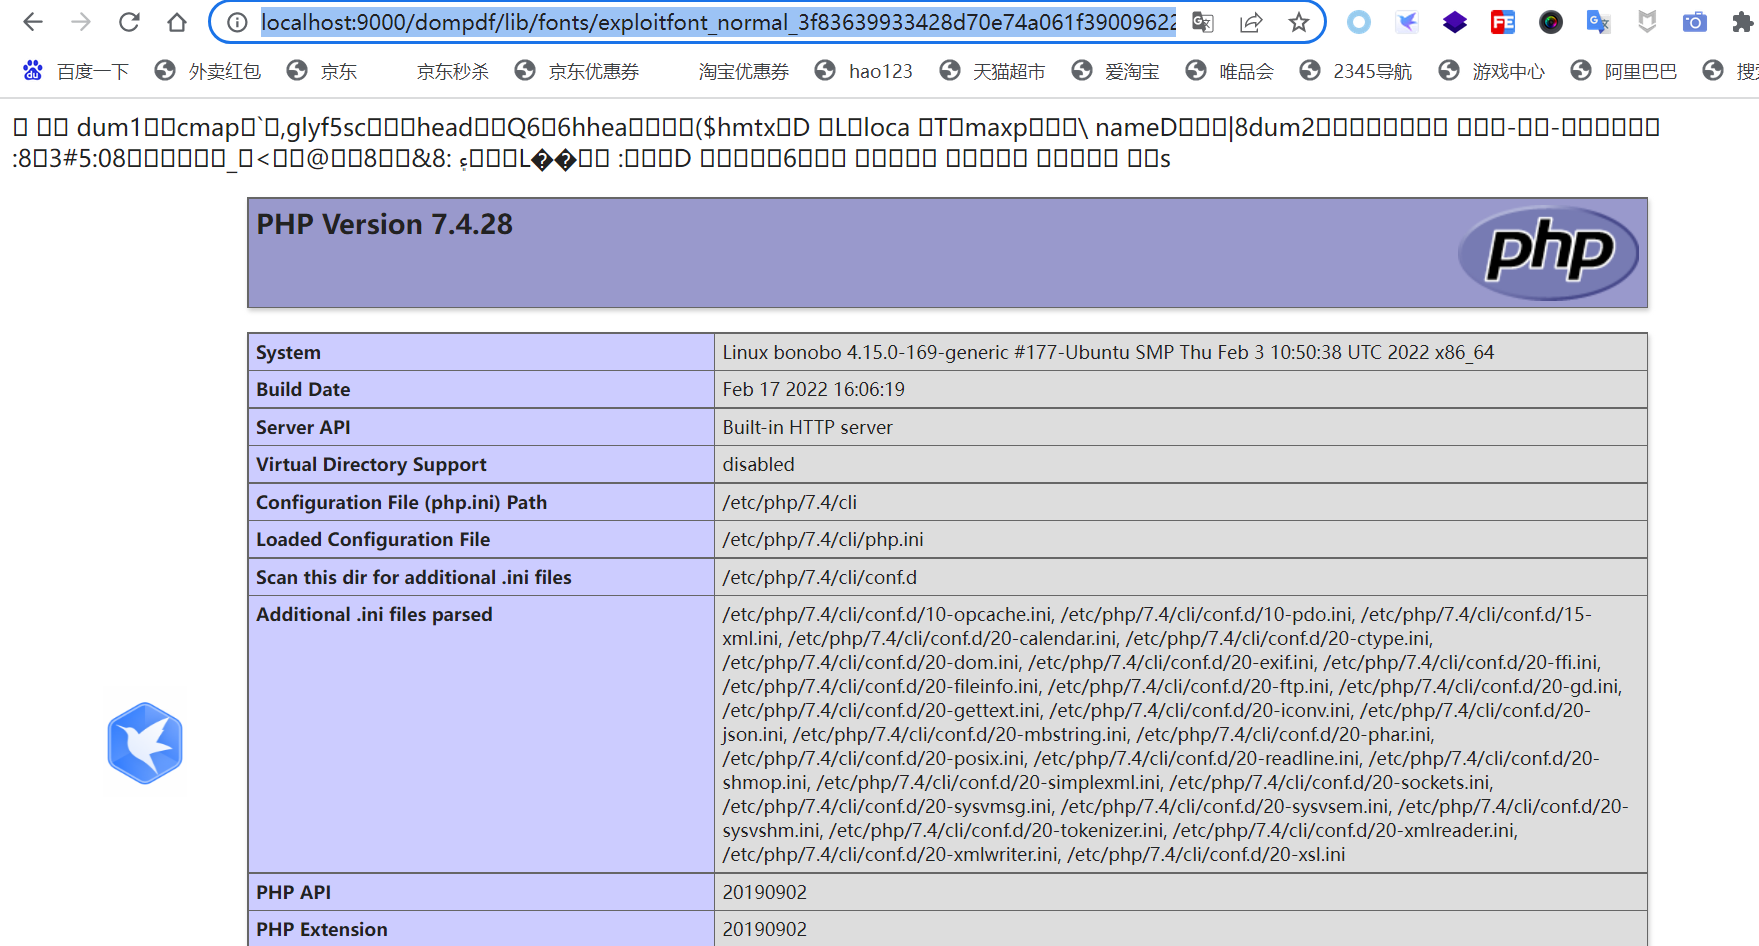 localhost:9000/dompdf/lib/fonts/exploitfont_normal_3f83639933428d70e74a061f39009622
百度一下 外卖红包 京东 京东秒杀 京东优惠券 淘宝优惠券 hao123 天猫超市 爱淘宝 唯品会 2345导航 游戏中心 阿里巴巴
dum1 cmap glyf5sc head Q6 6hhea ($hmtx D L loca T maxp \ nameD |8dum2
PHP Version 7.4.28
php
System Linux bonobo 4.15.0-169-generic #177-Ubuntu SMP Thu Feb 3 10:50:38 UTC 2022 x86_64
Build Date Feb 17 2022 16:06:19
Server API Built-in HTTP server
Virtual Directory Support disabled
Configuration File (php.ini) Path /etc/php/7.4/cli
Loaded Configuration File /etc/php/7.4/cli/php.ini
Scan this dir for additional .ini files /etc/php/7.4/cli/conf.d
Additional .ini files parsed /etc/php/7.4/cli/conf.d/10-opcache.ini, /etc/php/7.4/cli/conf.d/10-pdo.ini, /etc/php/7.4/cli/conf.d/15-
xml.ini, /etc/php/7.4/cli/conf.d/20-calendar.ini, /etc/php/7.4/cli/conf.d/20-ctype.ini,
/etc/php/7.4/cli/conf.d/20-dom.ini, /etc/php/7.4/cli/conf.d/20-exif.ini, /etc/php/7.4/cli/conf.d/20-ffi.ini,
/etc/php/7.4/cli/conf.d/20-fileinfo.ini, /etc/php/7.4/cli/conf.d/20-ftp.ini, /etc/php/7.4/cli/conf.d/20-gd.ini,
/etc/php/7.4/cli/conf.d/20-gettext.ini, /etc/php/7.4/cli/conf.d/20-iconv.ini, /etc/php/7.4/cli/conf.d/20-
json.ini, /etc/php/7.4/cli/conf.d/20-mbstring.ini, /etc/php/7.4/cli/conf.d/20-phar.ini,
/etc/php/7.4/cli/conf.d/20-posix.ini, /etc/php/7.4/cli/conf.d/20-readline.ini, /etc/php/7.4/cli/conf.d/20-
shmop.ini, /etc/php/7.4/cli/conf.d/20-simplexml.ini, /etc/php/7.4/cli/conf.d/20-sockets.ini,
/etc/php/7.4/cli/conf.d/20-sysvmsg.ini, /etc/php/7.4/cli/conf.d/20-sysvsem.ini, /etc/php/7.4/cli/conf.d/20-
sysvshm.ini, /etc/php/7.4/cli/conf.d/20-tokenizer.ini, /etc/php/7.4/cli/conf.d/20-xmlreader.ini,
/etc/php/7.4/cli/conf.d/20-xmlwriter.ini, /etc/php/7.4/cli/conf.d/20-xsl.ini
PHP API 20190902
PHP Extension 20190902